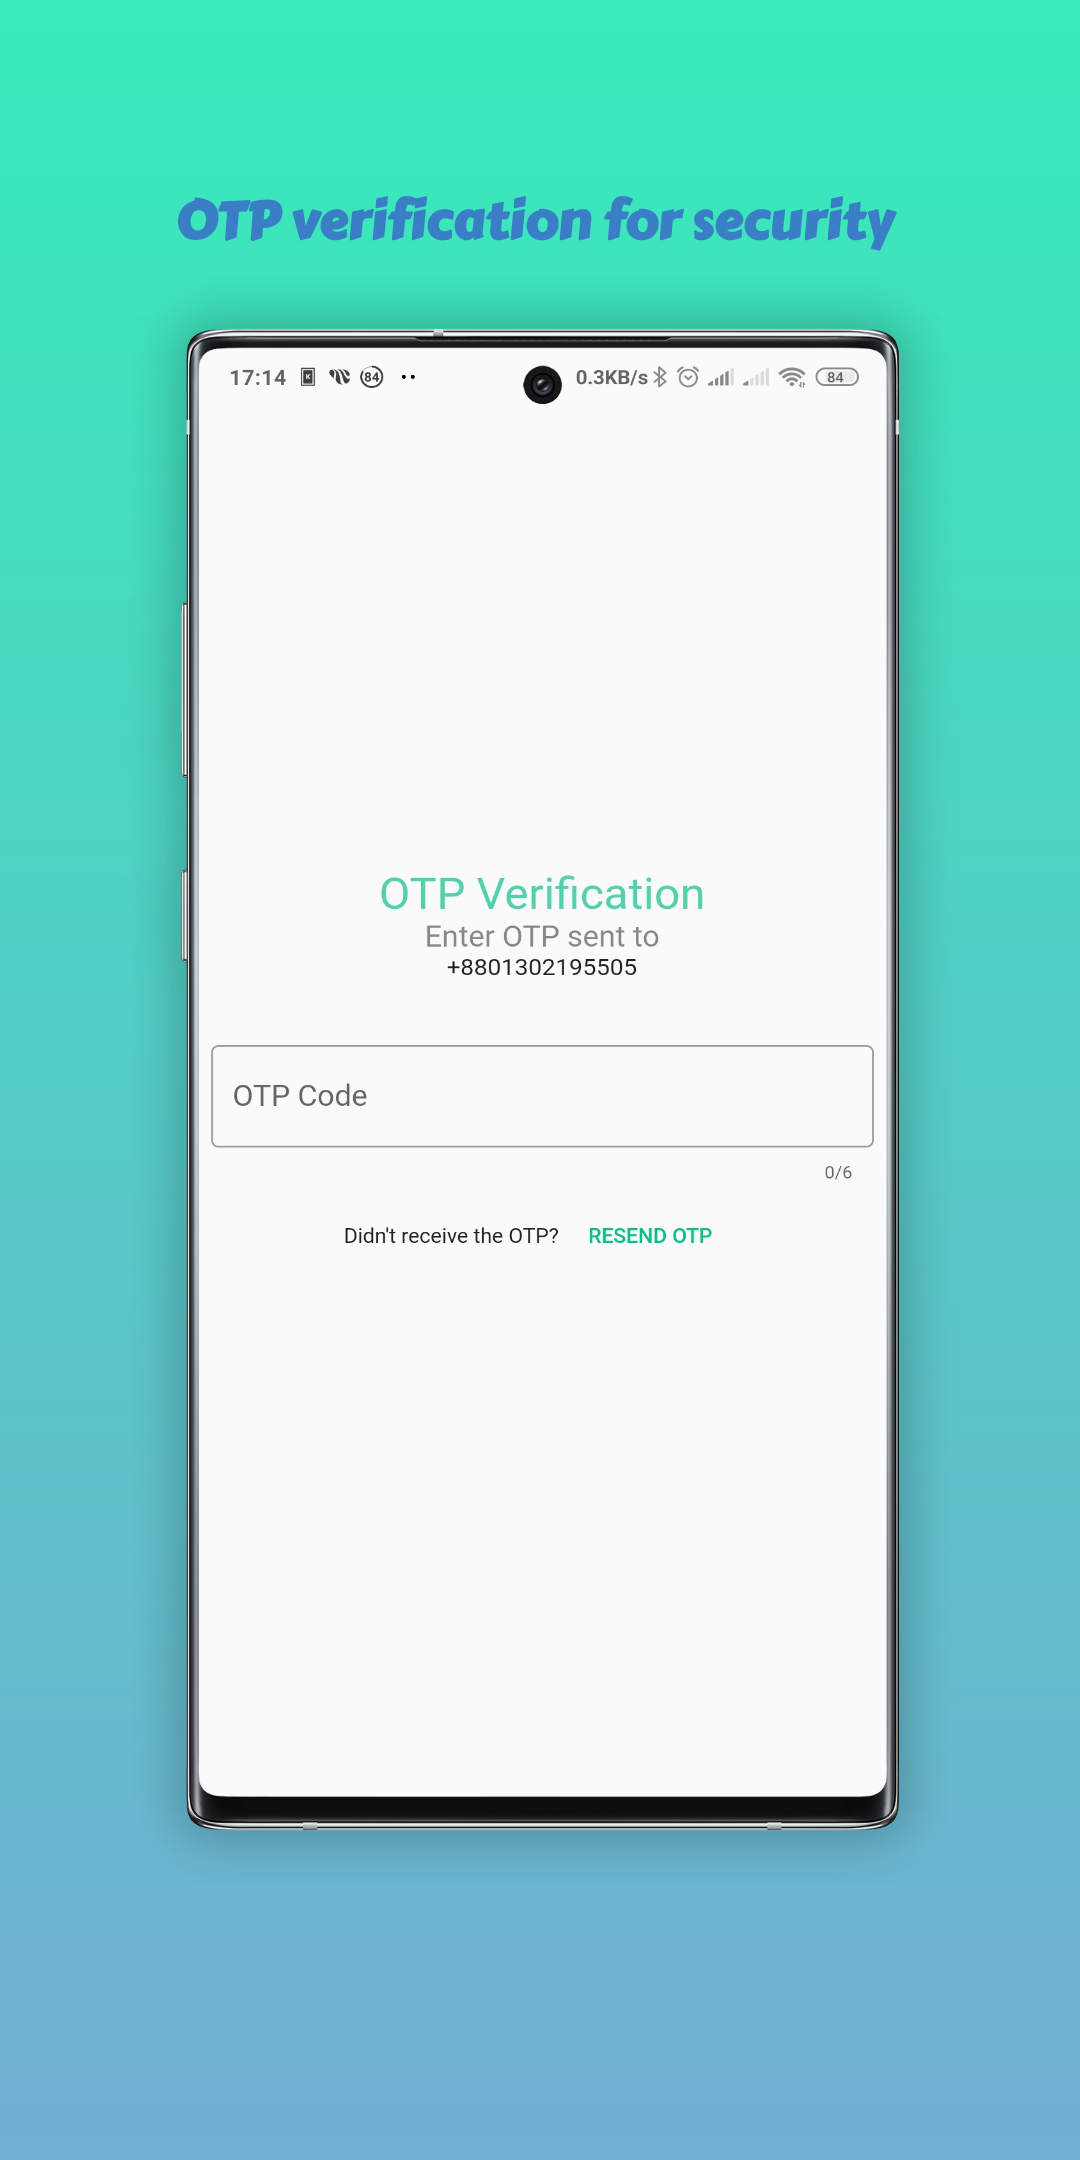 OTP verification for security
17:14 84 0.3KB/s 84
OTP Verification
Enter OTP sent to
+8801302195505
OTP Code
0/6
Didn't receive the OTP? RESEND OTP